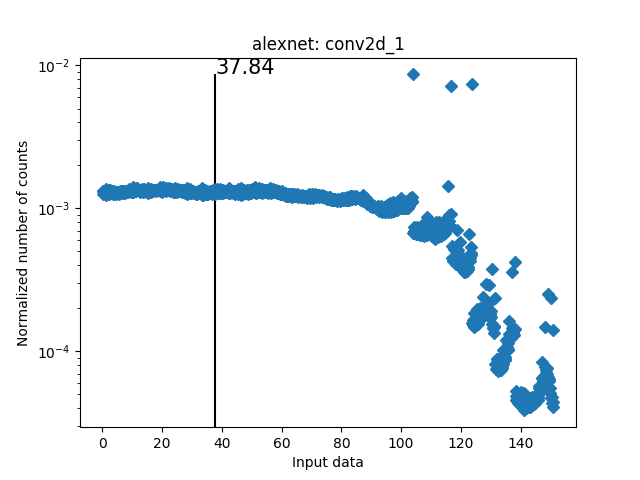 alexnet: conv2d_1
37.84
10⁻²
10⁻³
10⁻⁴
Normalized number of counts
0 20 40 60 80 100 120 140
Input data